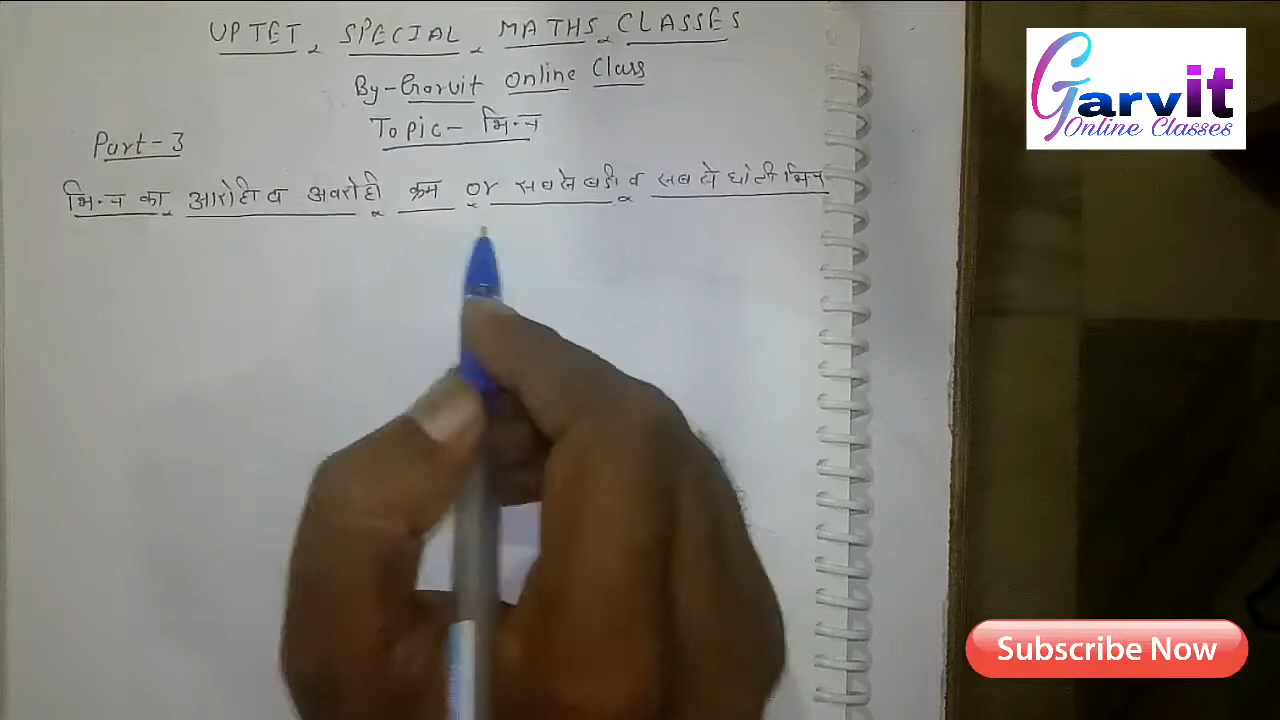 UPTET SPECIAL MATHS CLASSES
By-Garvit Online Class
Topic- भिन्न
Part-3
भिन्न का आरोही व अवरोही क्रम or सबसे बडी व सबसे छोटी भिन्न
Garvit
Online Classes
Subscribe Now